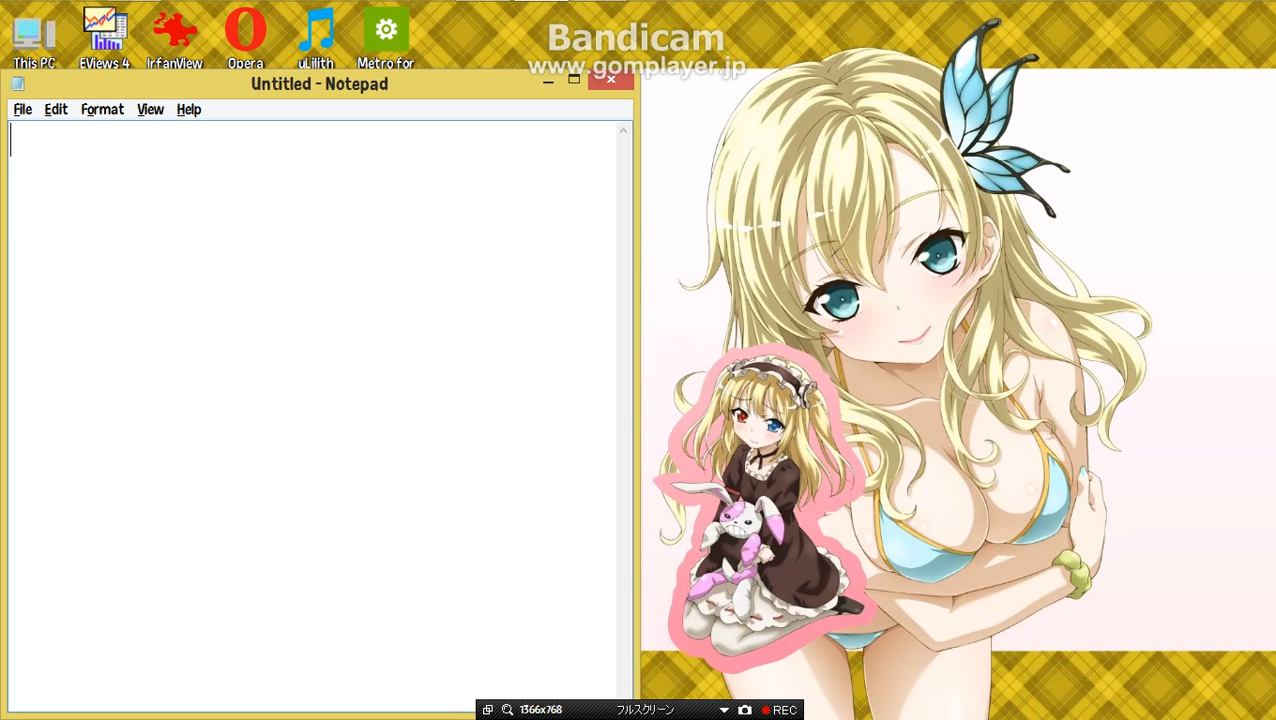 Bandicam
www.gomplayer.jp
This PC
EViews 4
IrfanView
Opera
uLilith
Metro for
Untitled - Notepad
File Edit Format View Help
1366x768 フルスクリーン REC